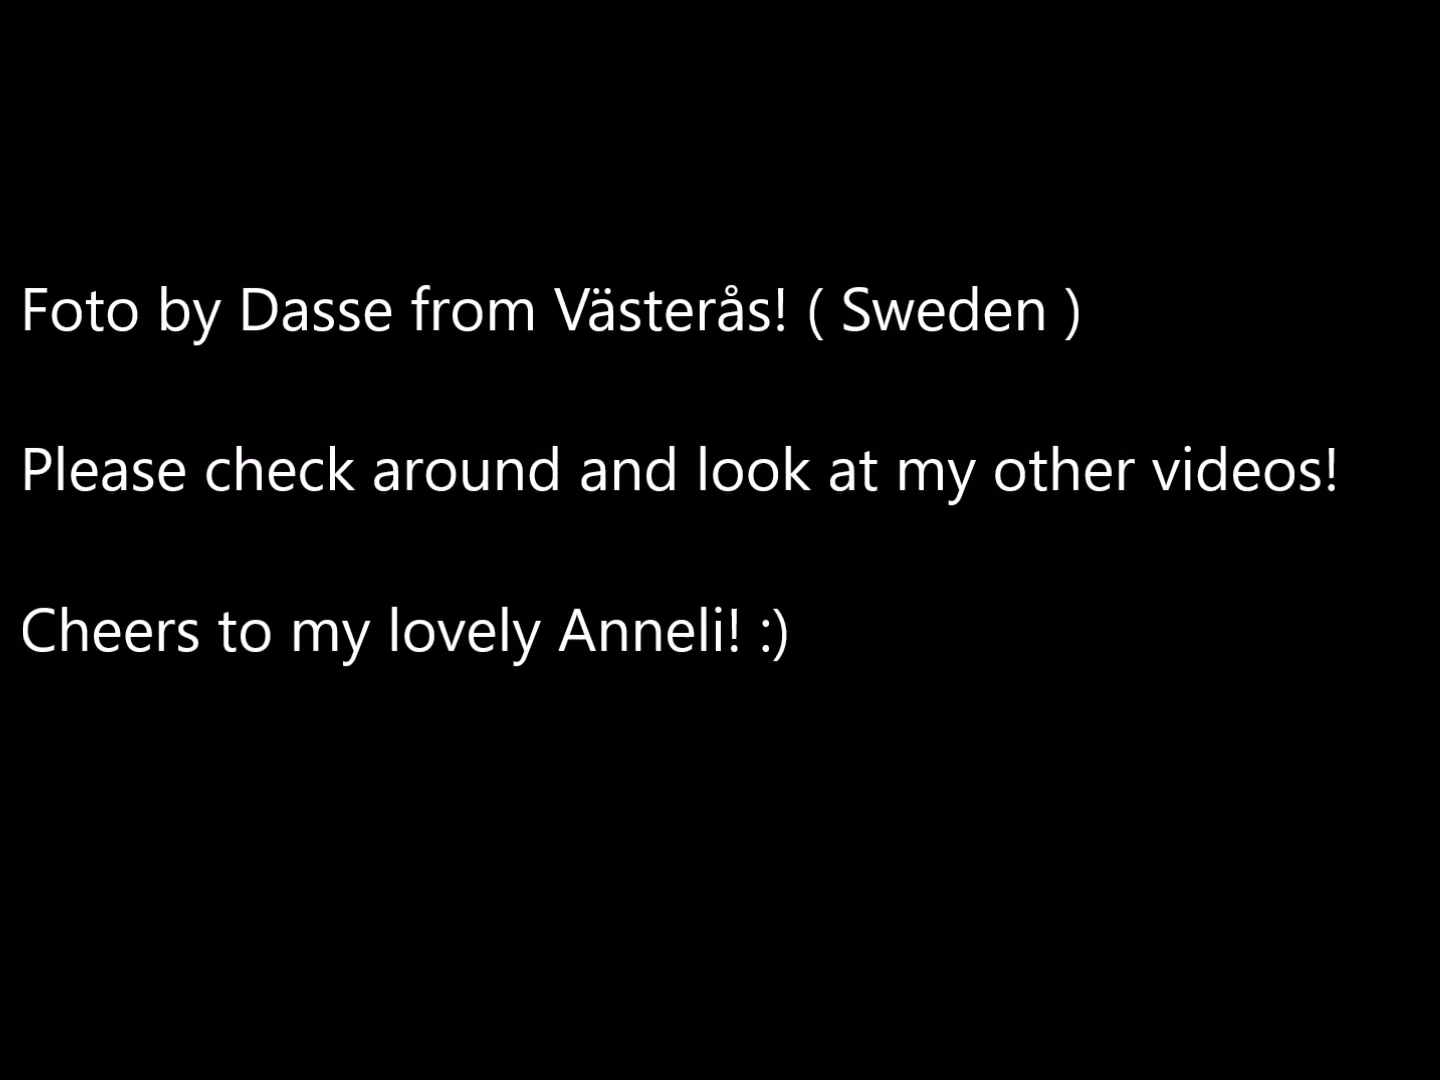 Foto by Dasse from Västerås! ( Sweden )
Please check around and look at my other videos!
Cheers to my lovely Anneli! :)